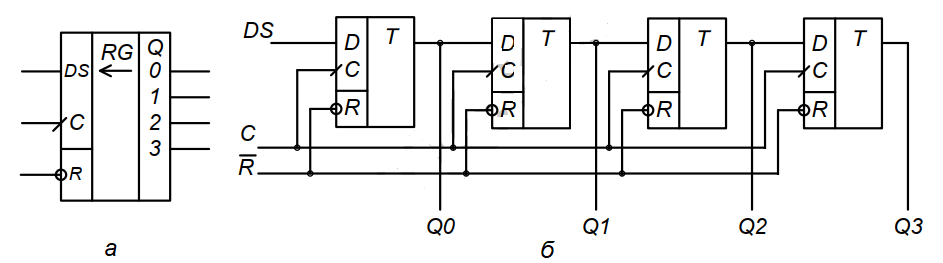 RG Q
DS 0
1
C 2
3
R
а
DS D T D T D T D T
C C C C
R R R R
C
R̅
Q0 Q1 Q2 Q3
б